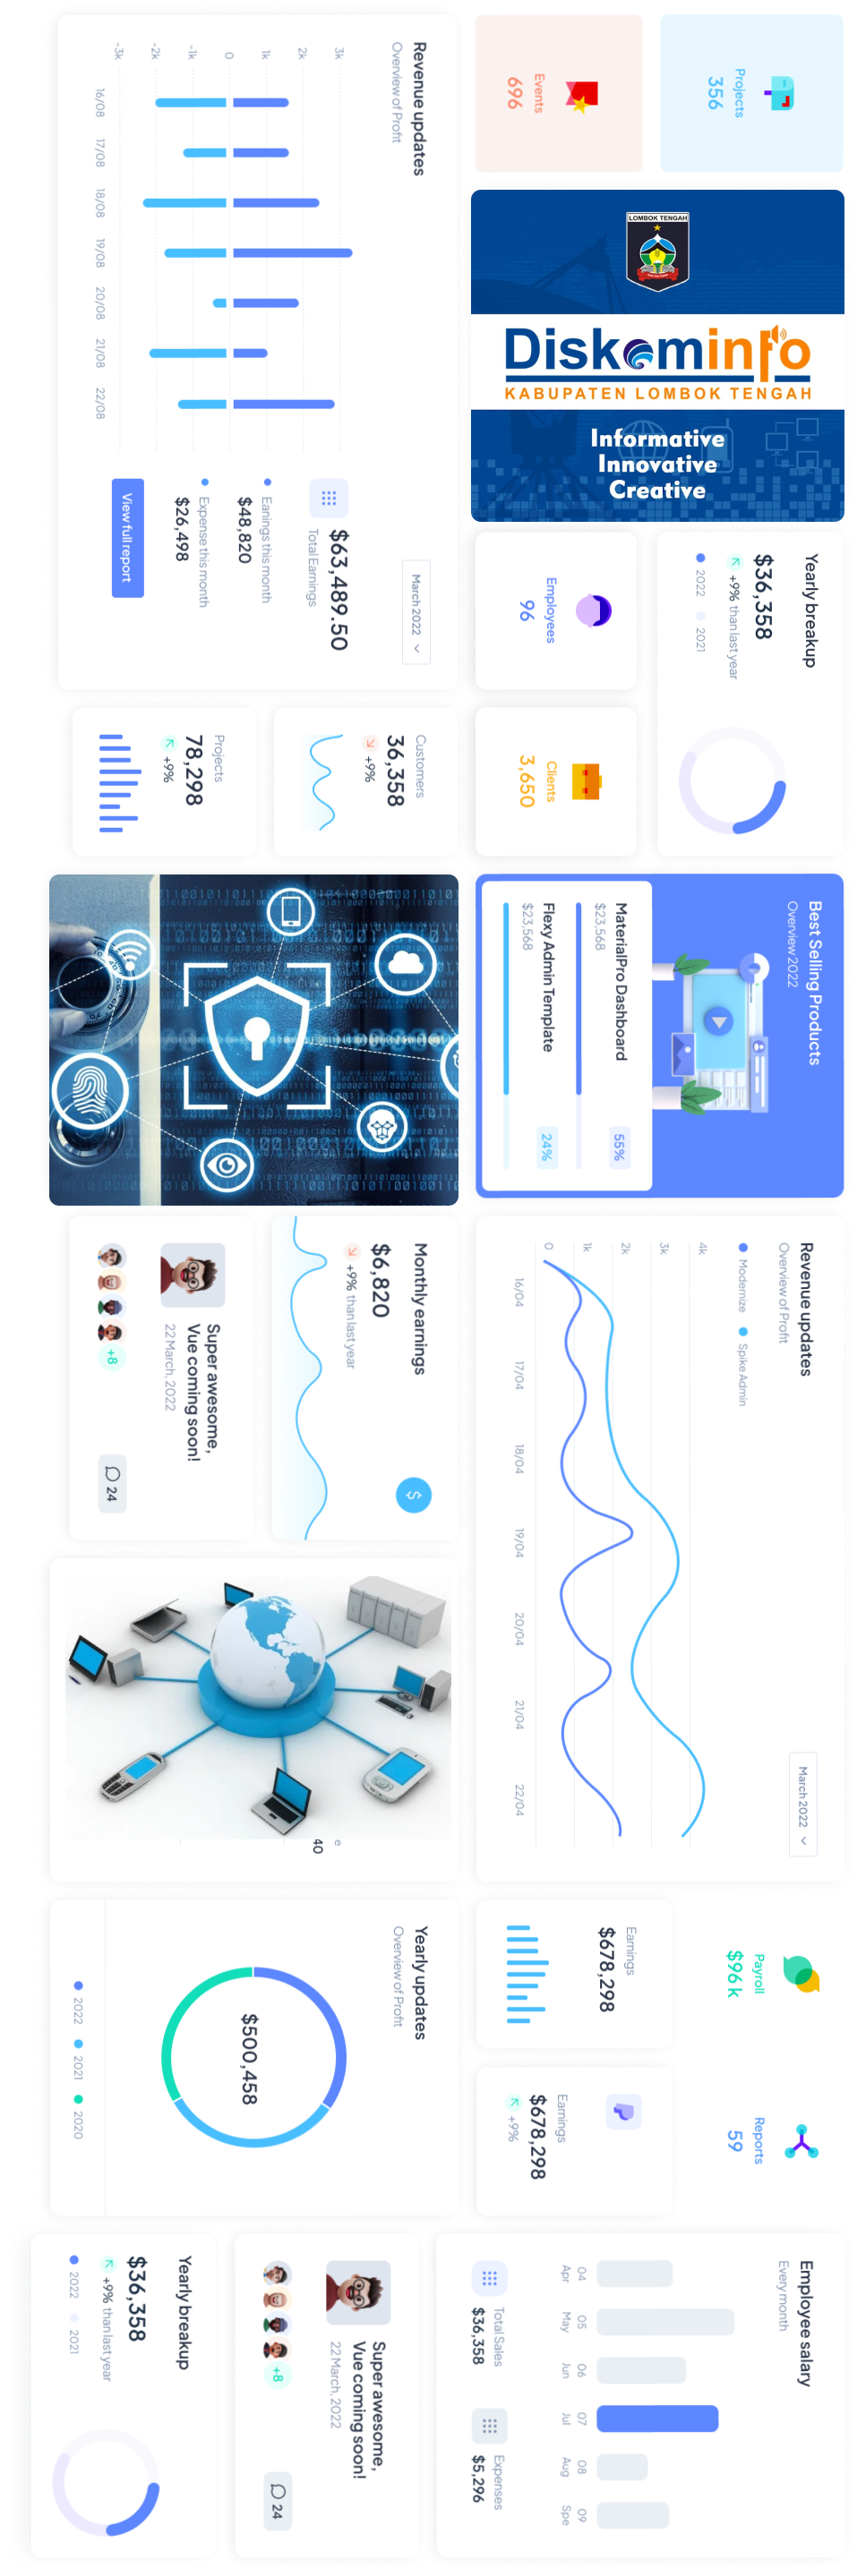 Projects
356
Events
696
Revenue updates
Overview of Profit
3k
2k
1k
0
-1k
-2k
-3k
16/08
17/08
18/08
19/08
20/08
21/08
22/08
March 2022
$63,489.50
Total Earnings
Eanings this month
$48,820
Expense this month
$26,498
View full report
LOMBOK TENGAH
Diskominfo
KABUPATEN LOMBOK TENGAH
Informative
Innovative
Creative
Yearly breakup
$36,358
+9% than last year
2022
2021
Employees
96
Clients
3,650
Customers
36,358
+9%
Projects
78,298
+9%
Best Selling Products
Overview 2022
MaterialPro Dashboard
$23,568
55%
Flexy Admin Template
$23,568
24%
Revenue updates
Overview of Profit
March 2022
Modernize
Spike Admin
4k
3k
2k
1k
0
16/04
17/04
18/04
19/04
20/04
21/04
22/04
Monthly earnings
$
$6,820
+9% than last year
Super awesome,
Vue coming soon!
22 March, 2022
+8
24
e
40
Payroll
$96k
Reports
59
Earnings
$678,298
Earnings
$678,298
+9%
Yearly updates
Overview of Profit
$500,458
2022
2021
2020
Employee salary
Every month
04
Apr
05
May
06
Jun
07
Jul
08
Aug
09
Spe
Total Sales
$36,358
Expenses
$5,296
Super awesome,
Vue coming soon!
22 March, 2022
+8
24
Yearly breakup
$36,358
+9% than last year
2022
2021